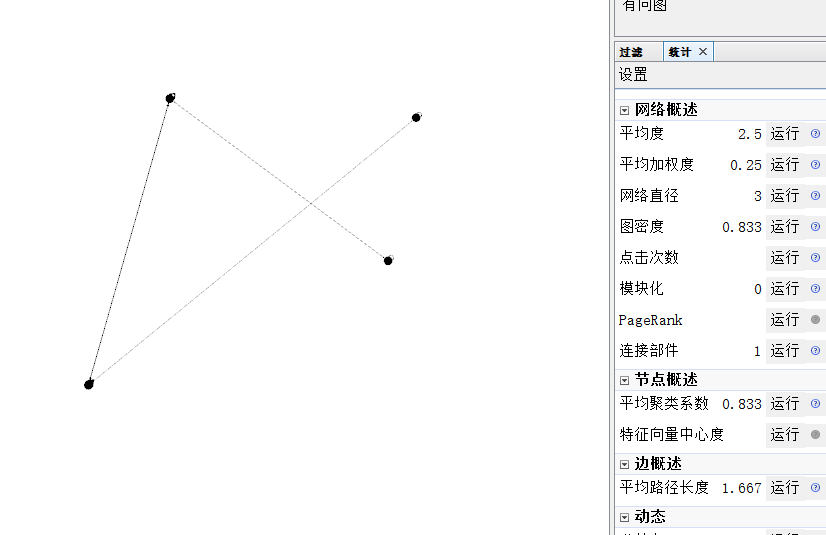 有向图
过滤
统计 ×
设置
网络概述
平均度 2.5 运行
平均加权度 0.25 运行
网络直径 3 运行
图密度 0.833 运行
点击次数 运行
模块化 0 运行
PageRank 运行
连接部件 1 运行
节点概述
平均聚类系数 0.833 运行
特征向量中心度 运行
边概述
平均路径长度 1.667 运行
动态